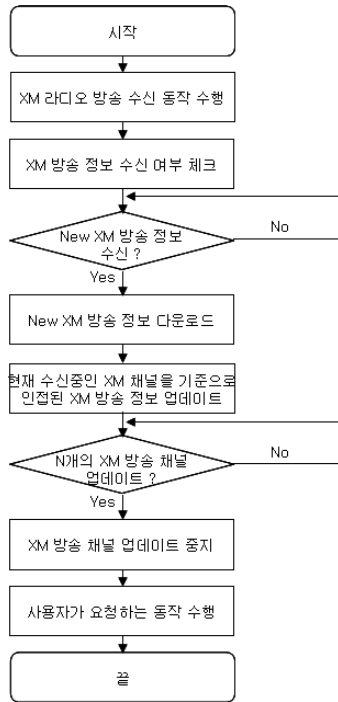 시작
XM 라디오 방송 수신 동작 수행
XM 방송 정보 수신 여부 체크
New XM 방송 정보
수신 ?
No
Yes
New XM 방송 정보 다운로드
현재 수신중인 XM 채널을 기준으로
인접된 XM 방송 정보 업데이트
N개의 XM 방송 채널
업데이트 ?
No
Yes
XM 방송 채널 업데이트 중지
사용자가 요청하는 동작 수행
끝